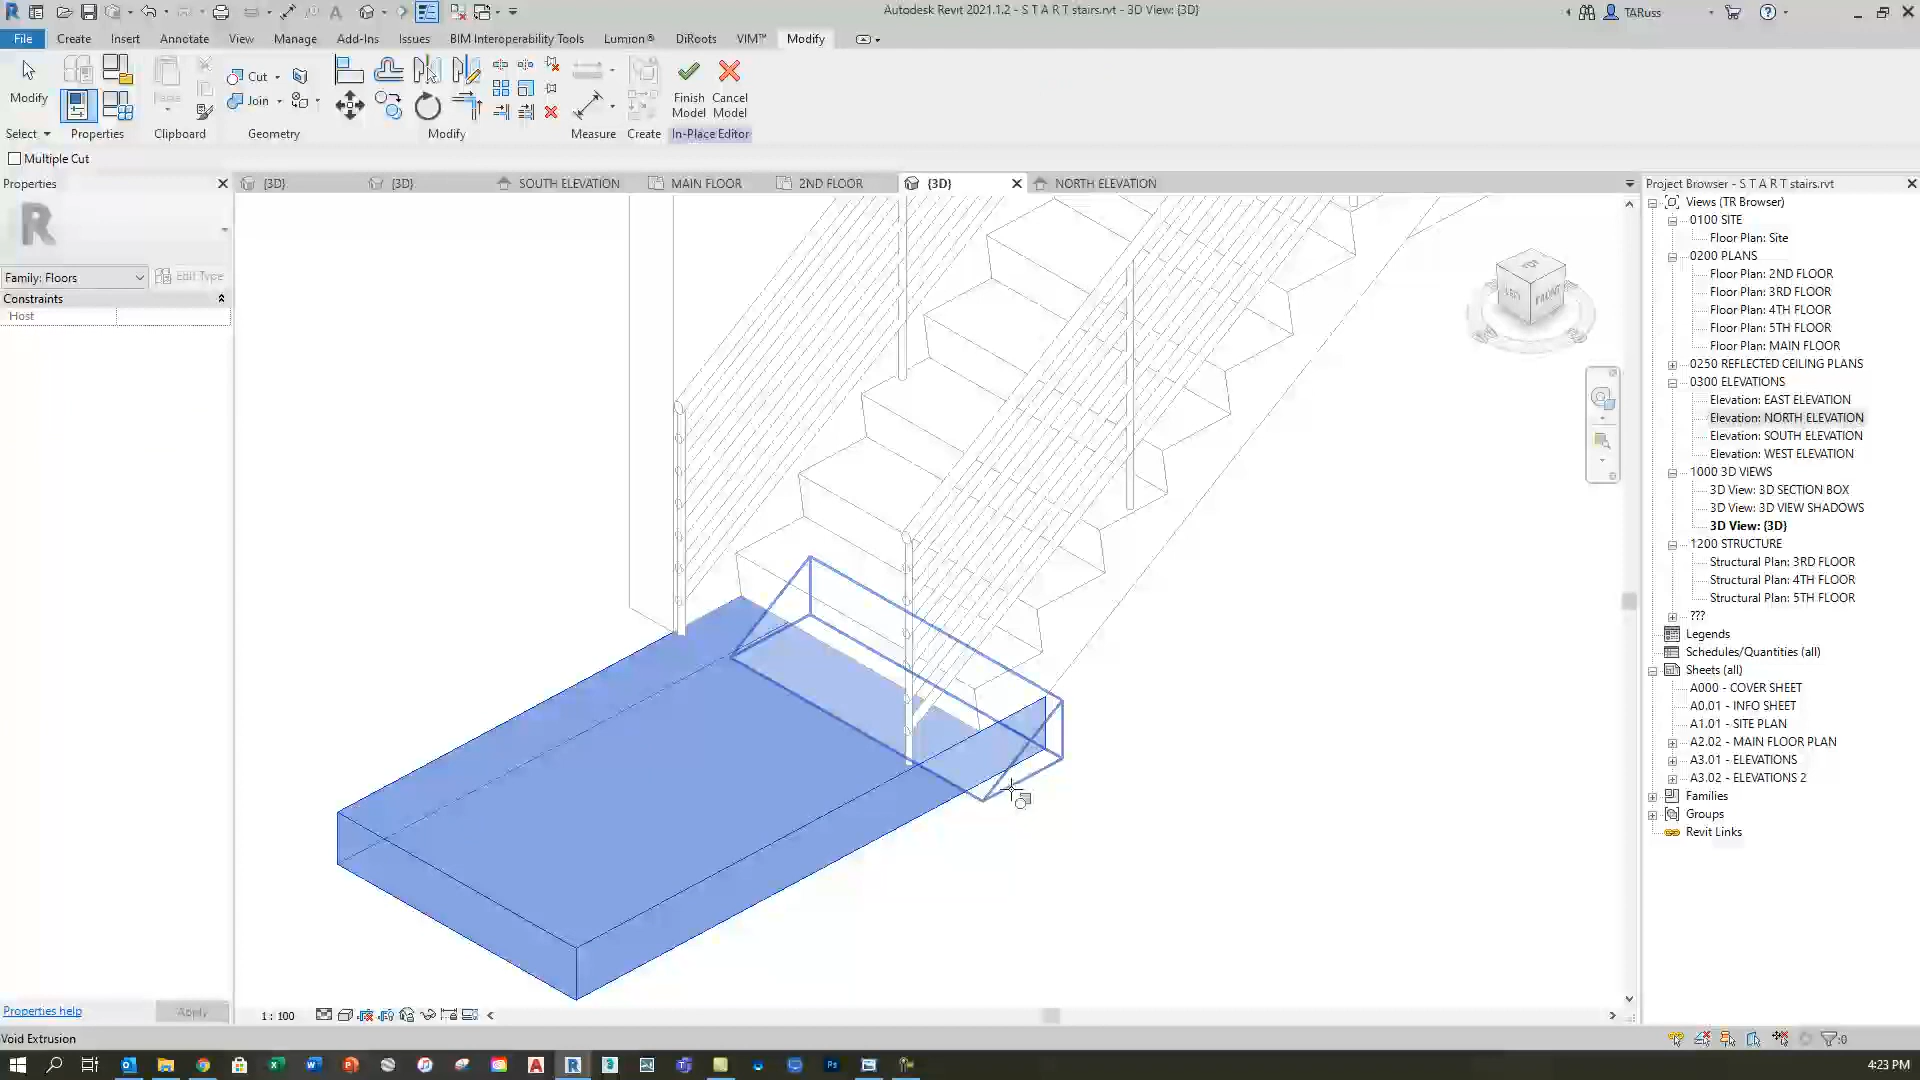 Autodesk Revit 2021.1.2 - S T A R T stairs.rvt - 3D View: {3D}
TARuss
File Create Insert Annotate View Manage Add-Ins Issues BIM Interoperability Tools Lumion® DiRoots VIM™ Modify
Modify
Paste
Cut
Join
Finish Model
Cancel Model
Select Properties Clipboard Geometry Modify Measure Create In-Place Editor
Multiple Cut
Properties
{3D} {3D} SOUTH ELEVATION MAIN FLOOR 2ND FLOOR {3D} NORTH ELEVATION
Project Browser - S T A R T stairs.rvt
Family: Floors
Edit Type
Constraints
Host
TOP
LEFT
FRONT
Views (TR Browser)
0100 SITE
Floor Plan: Site
0200 PLANS
Floor Plan: 2ND FLOOR
Floor Plan: 3RD FLOOR
Floor Plan: 4TH FLOOR
Floor Plan: 5TH FLOOR
Floor Plan: MAIN FLOOR
0250 REFLECTED CEILING PLANS
0300 ELEVATIONS
Elevation: EAST ELEVATION
Elevation: NORTH ELEVATION
Elevation: SOUTH ELEVATION
Elevation: WEST ELEVATION
1000 3D VIEWS
3D View: 3D SECTION BOX
3D View: 3D VIEW SHADOWS
3D View: {3D}
1200 STRUCTURE
Structural Plan: 3RD FLOOR
Structural Plan: 4TH FLOOR
Structural Plan: 5TH FLOOR
???
Legends
Schedules/Quantities (all)
Sheets (all)
A000 - COVER SHEET
A0.01 - INFO SHEET
A1.01 - SITE PLAN
A2.02 - MAIN FLOOR PLAN
A3.01 - ELEVATIONS
A3.02 - ELEVATIONS 2
Families
Groups
Revit Links
Properties help
Apply
1 : 100
Void Extrusion
:0
4:23 PM